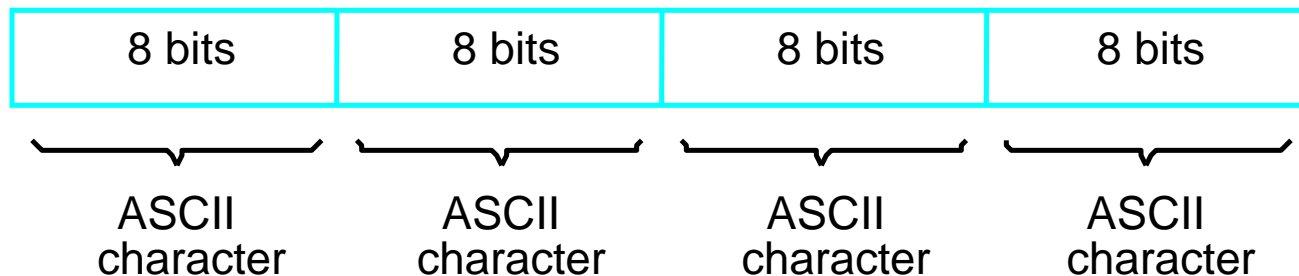 8 bits 8 bits 8 bits 8 bits
ASCII ASCII ASCII ASCII
character character character character